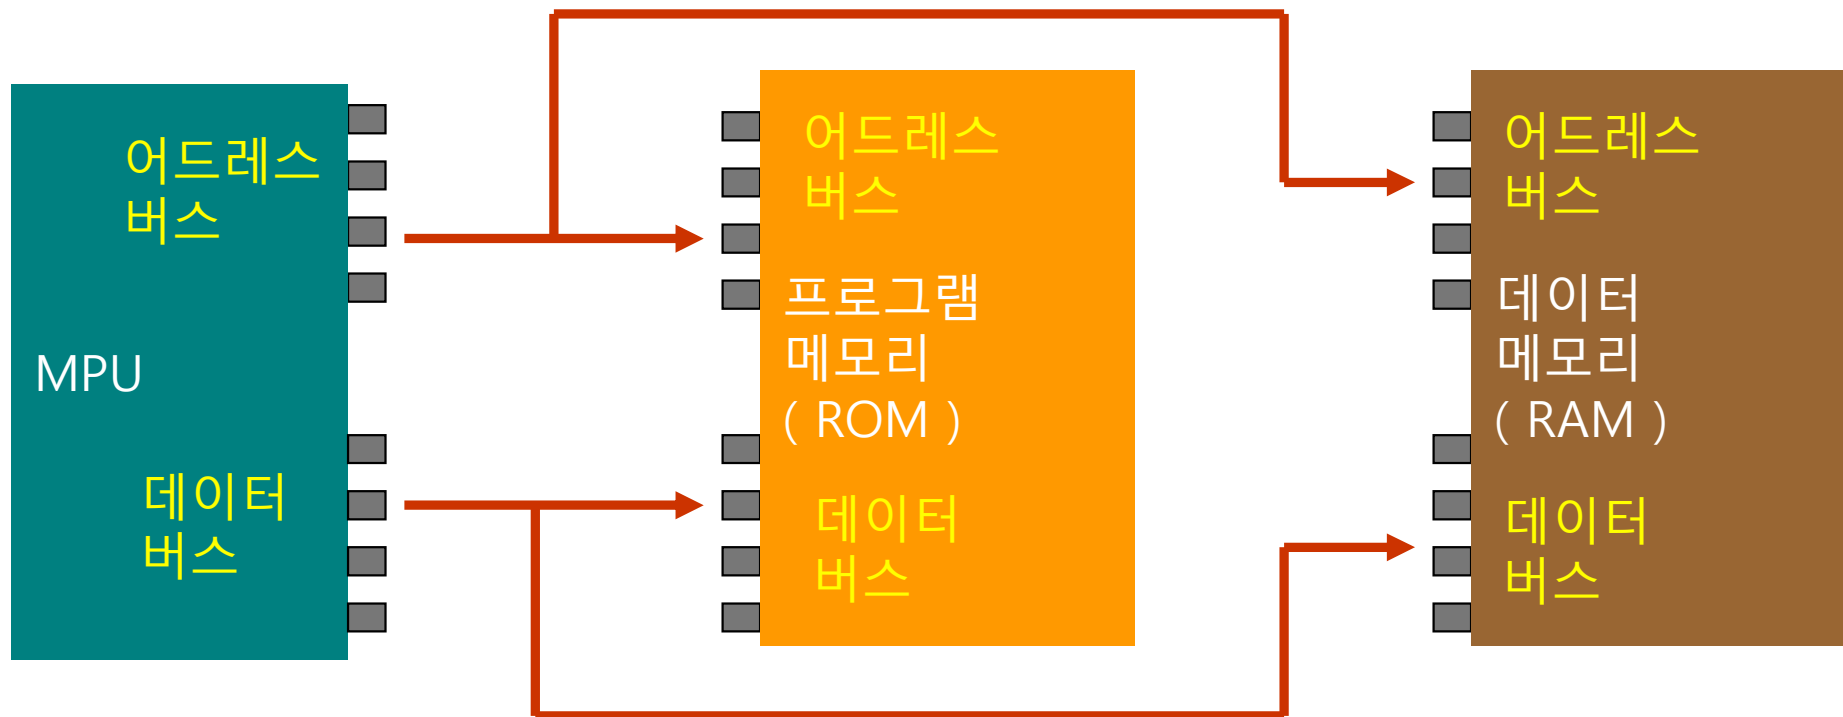 어드레스
버스
MPU
데이터
버스
어드레스
버스
프로그램
메모리
( ROM )
데이터
버스
어드레스
버스
데이터
메모리
( RAM )
데이터
버스